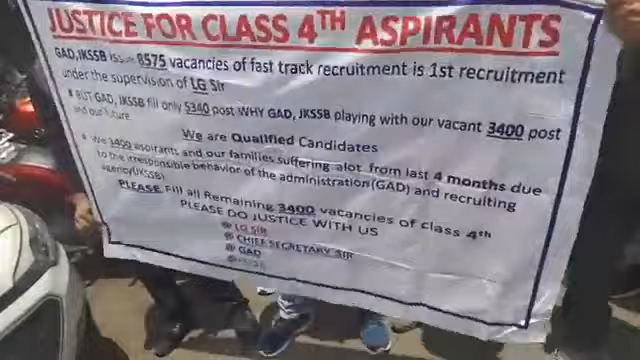 JUSTICE FOR CLASS 4TH ASPIRANTS
GAD,JKSSB issue 8575 vacancies of fast track recruitment is 1st recruitment
under the supervision of LG Sir
BUT GAD, JKSSB fill only 5340 post WHY GAD, JKSSB playing with our vacant 3400 post
and our future
We are Qualified Candidates
We 3400 aspirants and our families suffering alot from last 4 months due
to the irresponsible behavior of the administration(GAD) and recruiting
agency(JKSSB)
PLEASE Fill all Remaining 3400 vacancies of Class 4th
PLEASE DO JUSTICE WITH US
LG SIR
CHIEF SECRETARY SIR
GAD